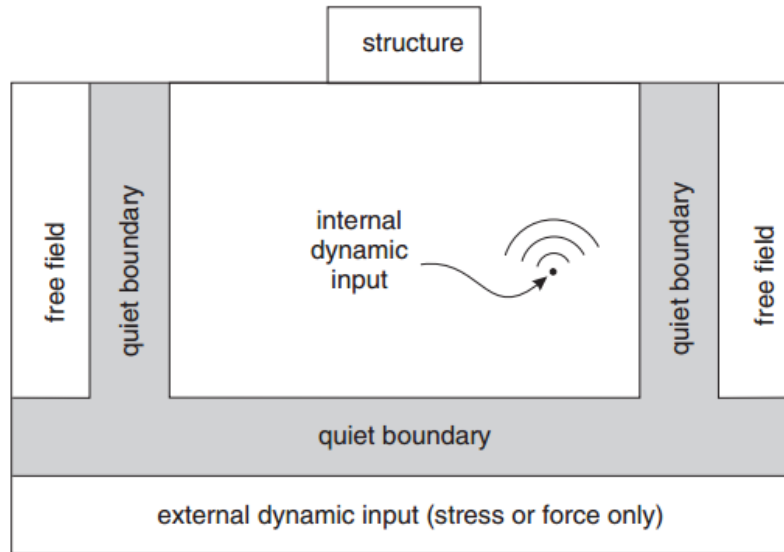 structure
free field
quiet boundary
internal
dynamic
input
quiet boundary
free field
quiet boundary
external dynamic input (stress or force only)